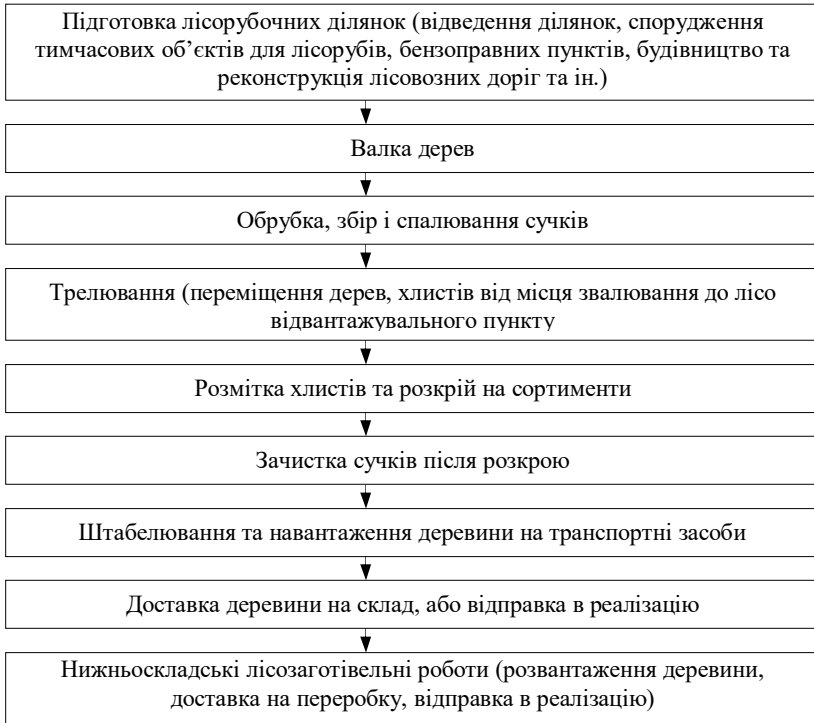 Підготовка лісорубочних ділянок (відведення ділянок, спорудження
тимчасових об’єктів для лісорубів, бензоправних пунктів, будівництво та
реконструкція лісовозних доріг та ін.)
Валка дерев
Обрубка, збір і спалювання сучків
Трелювання (переміщення дерев, хлистів від місця звалювання до лісо
відвантажувального пункту
Розмітка хлистів та розкрій на сортименти
Зачистка сучків після розкрою
Штабелювання та навантаження деревини на транспортні засоби
Доставка деревини на склад, або відправка в реалізацію
Нижньоскладські лісозаготівельні роботи (розвантаження деревини,
доставка на переробку, відправка в реалізацію)